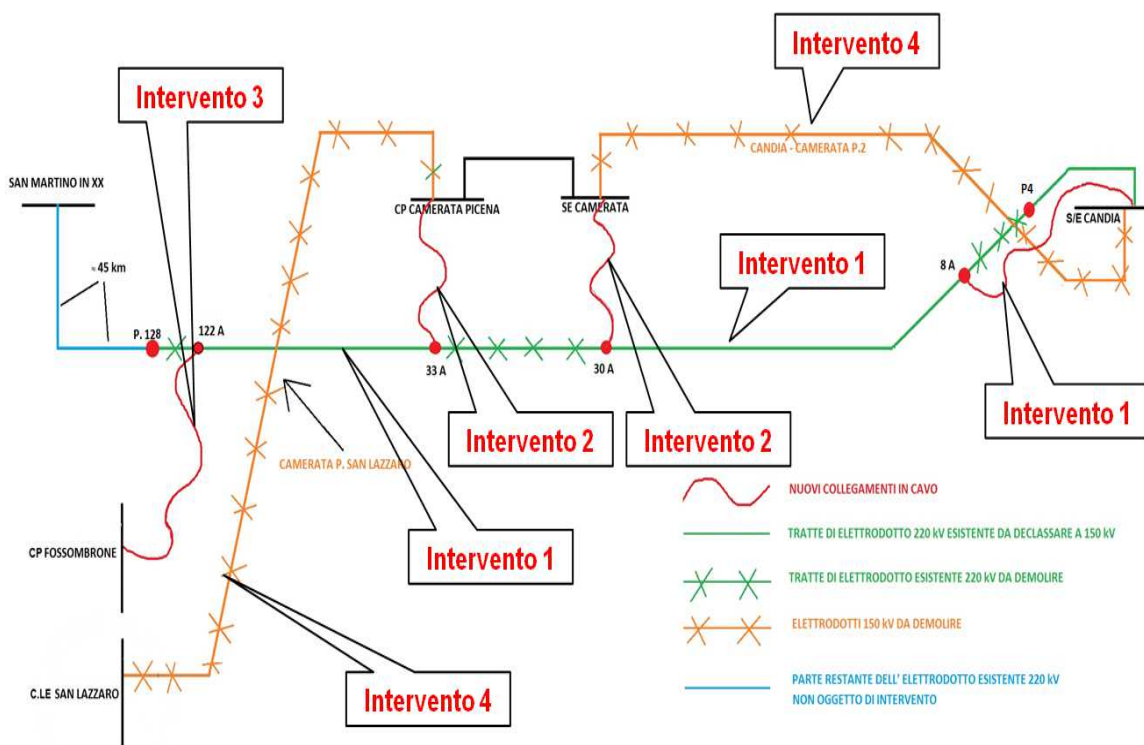 Intervento 4
Intervento 3
CANDIA - CAMERATA P.2
SAN MARTINO IN XX
P4
CP CAMERATA PICENA
SE CAMERATA
S/E CANDIA
Intervento 1
8 A
≈ 45 km
P. 128
122 A
33 A
30 A
Intervento 1
Intervento 2
Intervento 2
CAMERATA P. SAN LAZZARO
NUOVI COLLEGAMENTI IN CAVO
TRATTE DI ELETTRODOTTO 220 kV ESISTENTE DA DECLASSARE A 150 kV
CP FOSSOMBRONE
Intervento 1
TRATTE DI ELETTRODOTTO ESISTENTE 220 kV DA DEMOLIRE
ELETTRODOTTI 150 kV DA DEMOLIRE
C.LE SAN LAZZARO
Intervento 4
PARTE RESTANTE DELL' ELETTRODOTTO ESISTENTE 220 kV
NON OGGETTO DI INTERVENTO